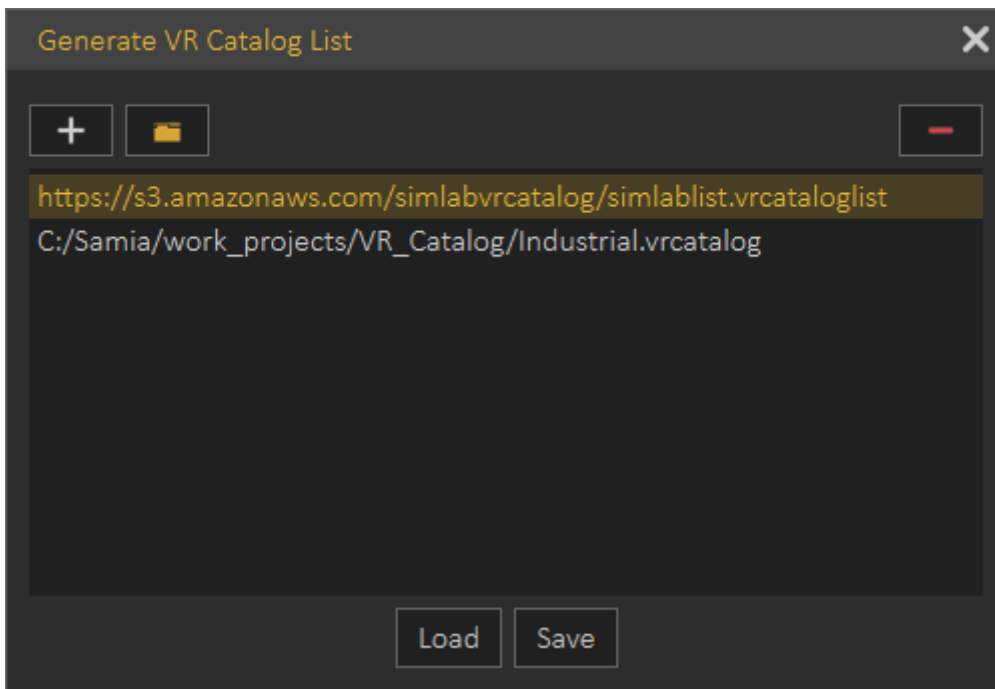 Generate VR Catalog List
https://s3.amazonaws.com/simlabvrcatalog/simlablist.vrcataloglist
C:/Samia/work_projects/VR_Catalog/Industrial.vrcatalog
Load Save